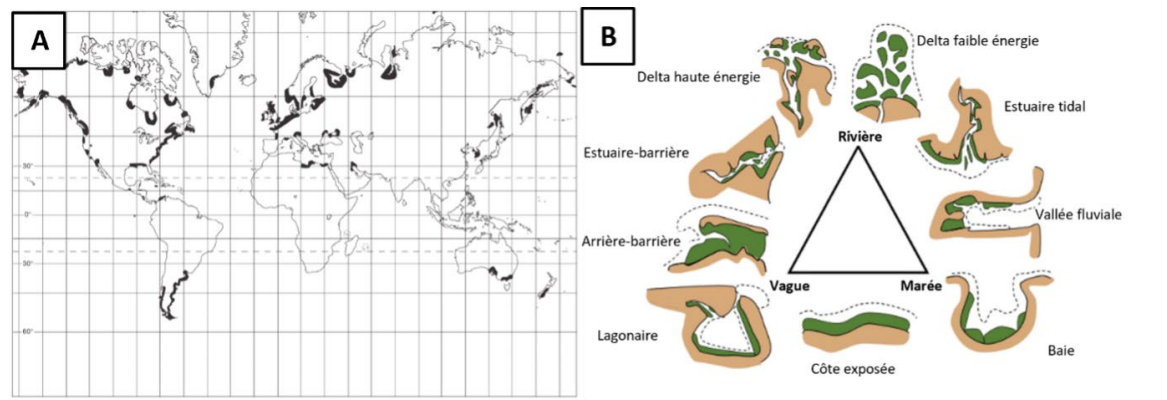 A
30°
0°
30°
60°
B
Delta faible énergie
Delta haute énergie
Estuaire tidal
Rivière
Estuaire-barrière
Vallée fluviale
Arrière-barrière
Vague
Marée
Lagonaire
Baie
Côte exposée